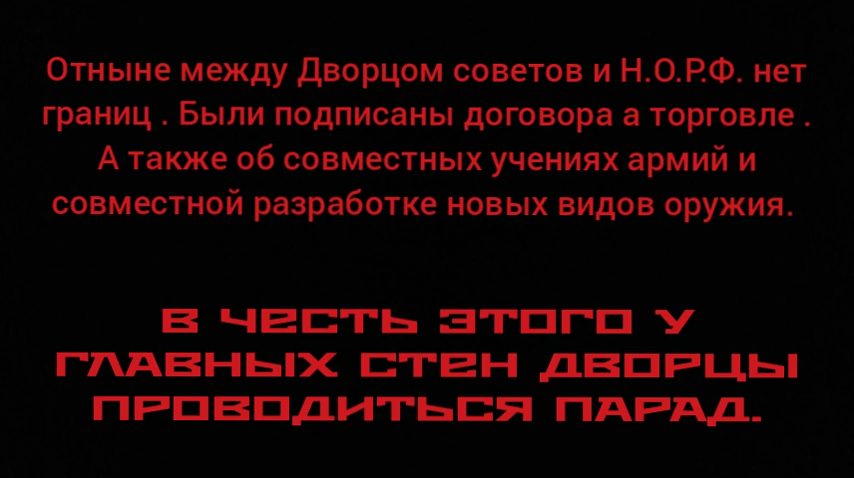 Отныне между Дворцом советов и Н.О.Р.Ф. нет
границ . Были подписаны договора а торговле .
А также об совместных учениях армий и
совместной разработке новых видов оружия.
В ЧЕСТЬ ЭТОГО У
ГЛАВНЫХ СТЕН ДВОРЦЫ
ПРОВОДИТЬСЯ ПАРАД.